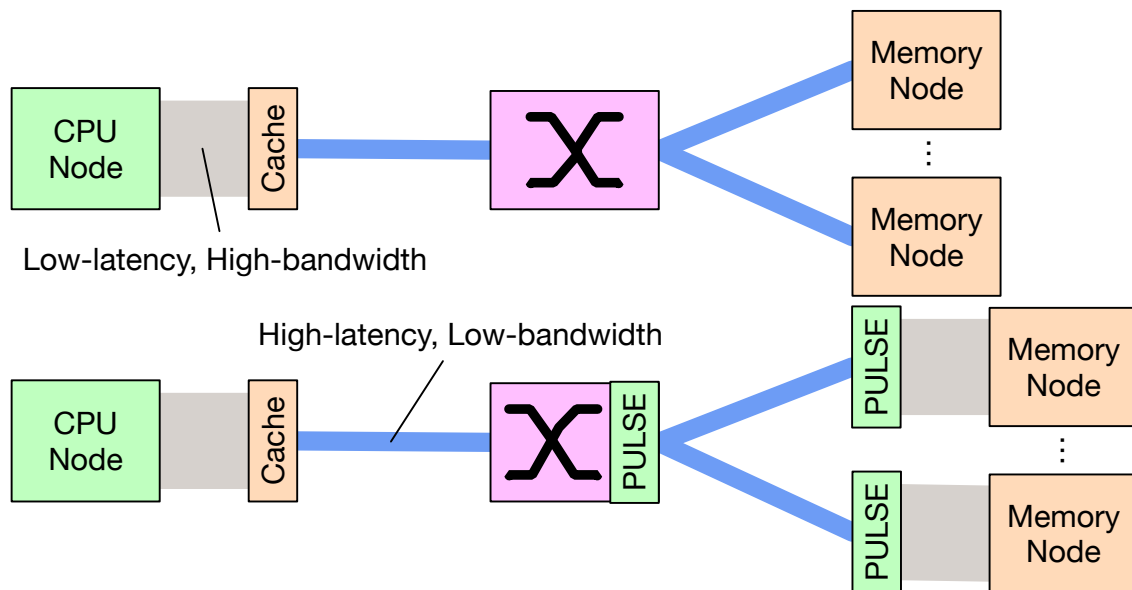 Memory
Node
CPU
Node
Cache
⋮
Memory
Node
Low-latency, High-bandwidth
High-latency, Low-bandwidth
PULSE
Memory
Node
CPU
Node
Cache
PULSE
⋮
PULSE
Memory
Node